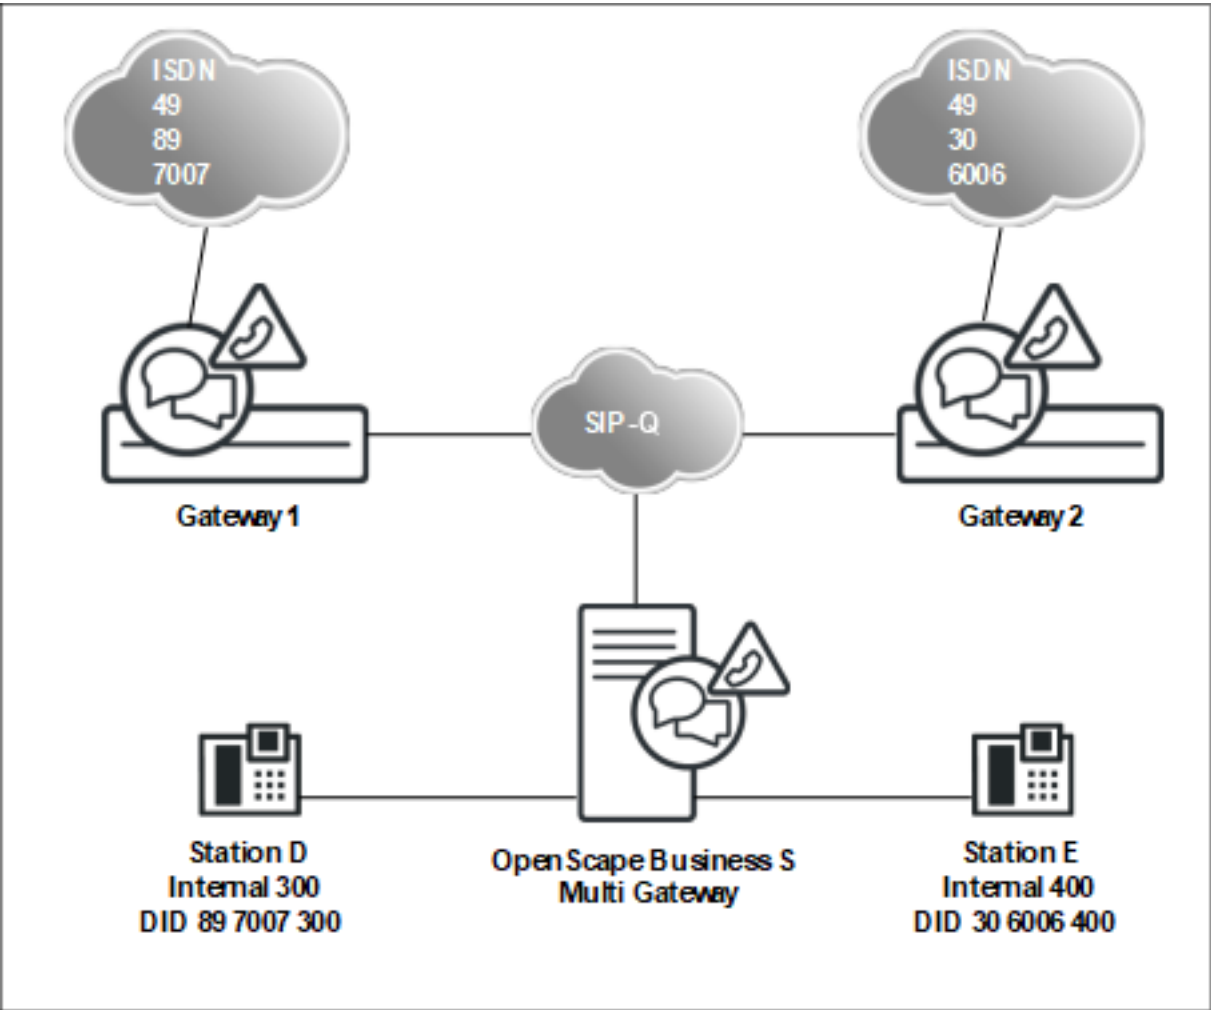 ISDN
49
89
7007
ISDN
49
30
6006
SIP-Q
Gateway 1
Gateway 2
Station D
Internal 300
DID 89 7007 300
OpenScape Business S
Multi Gateway
Station E
Internal 400
DID 30 6006 400